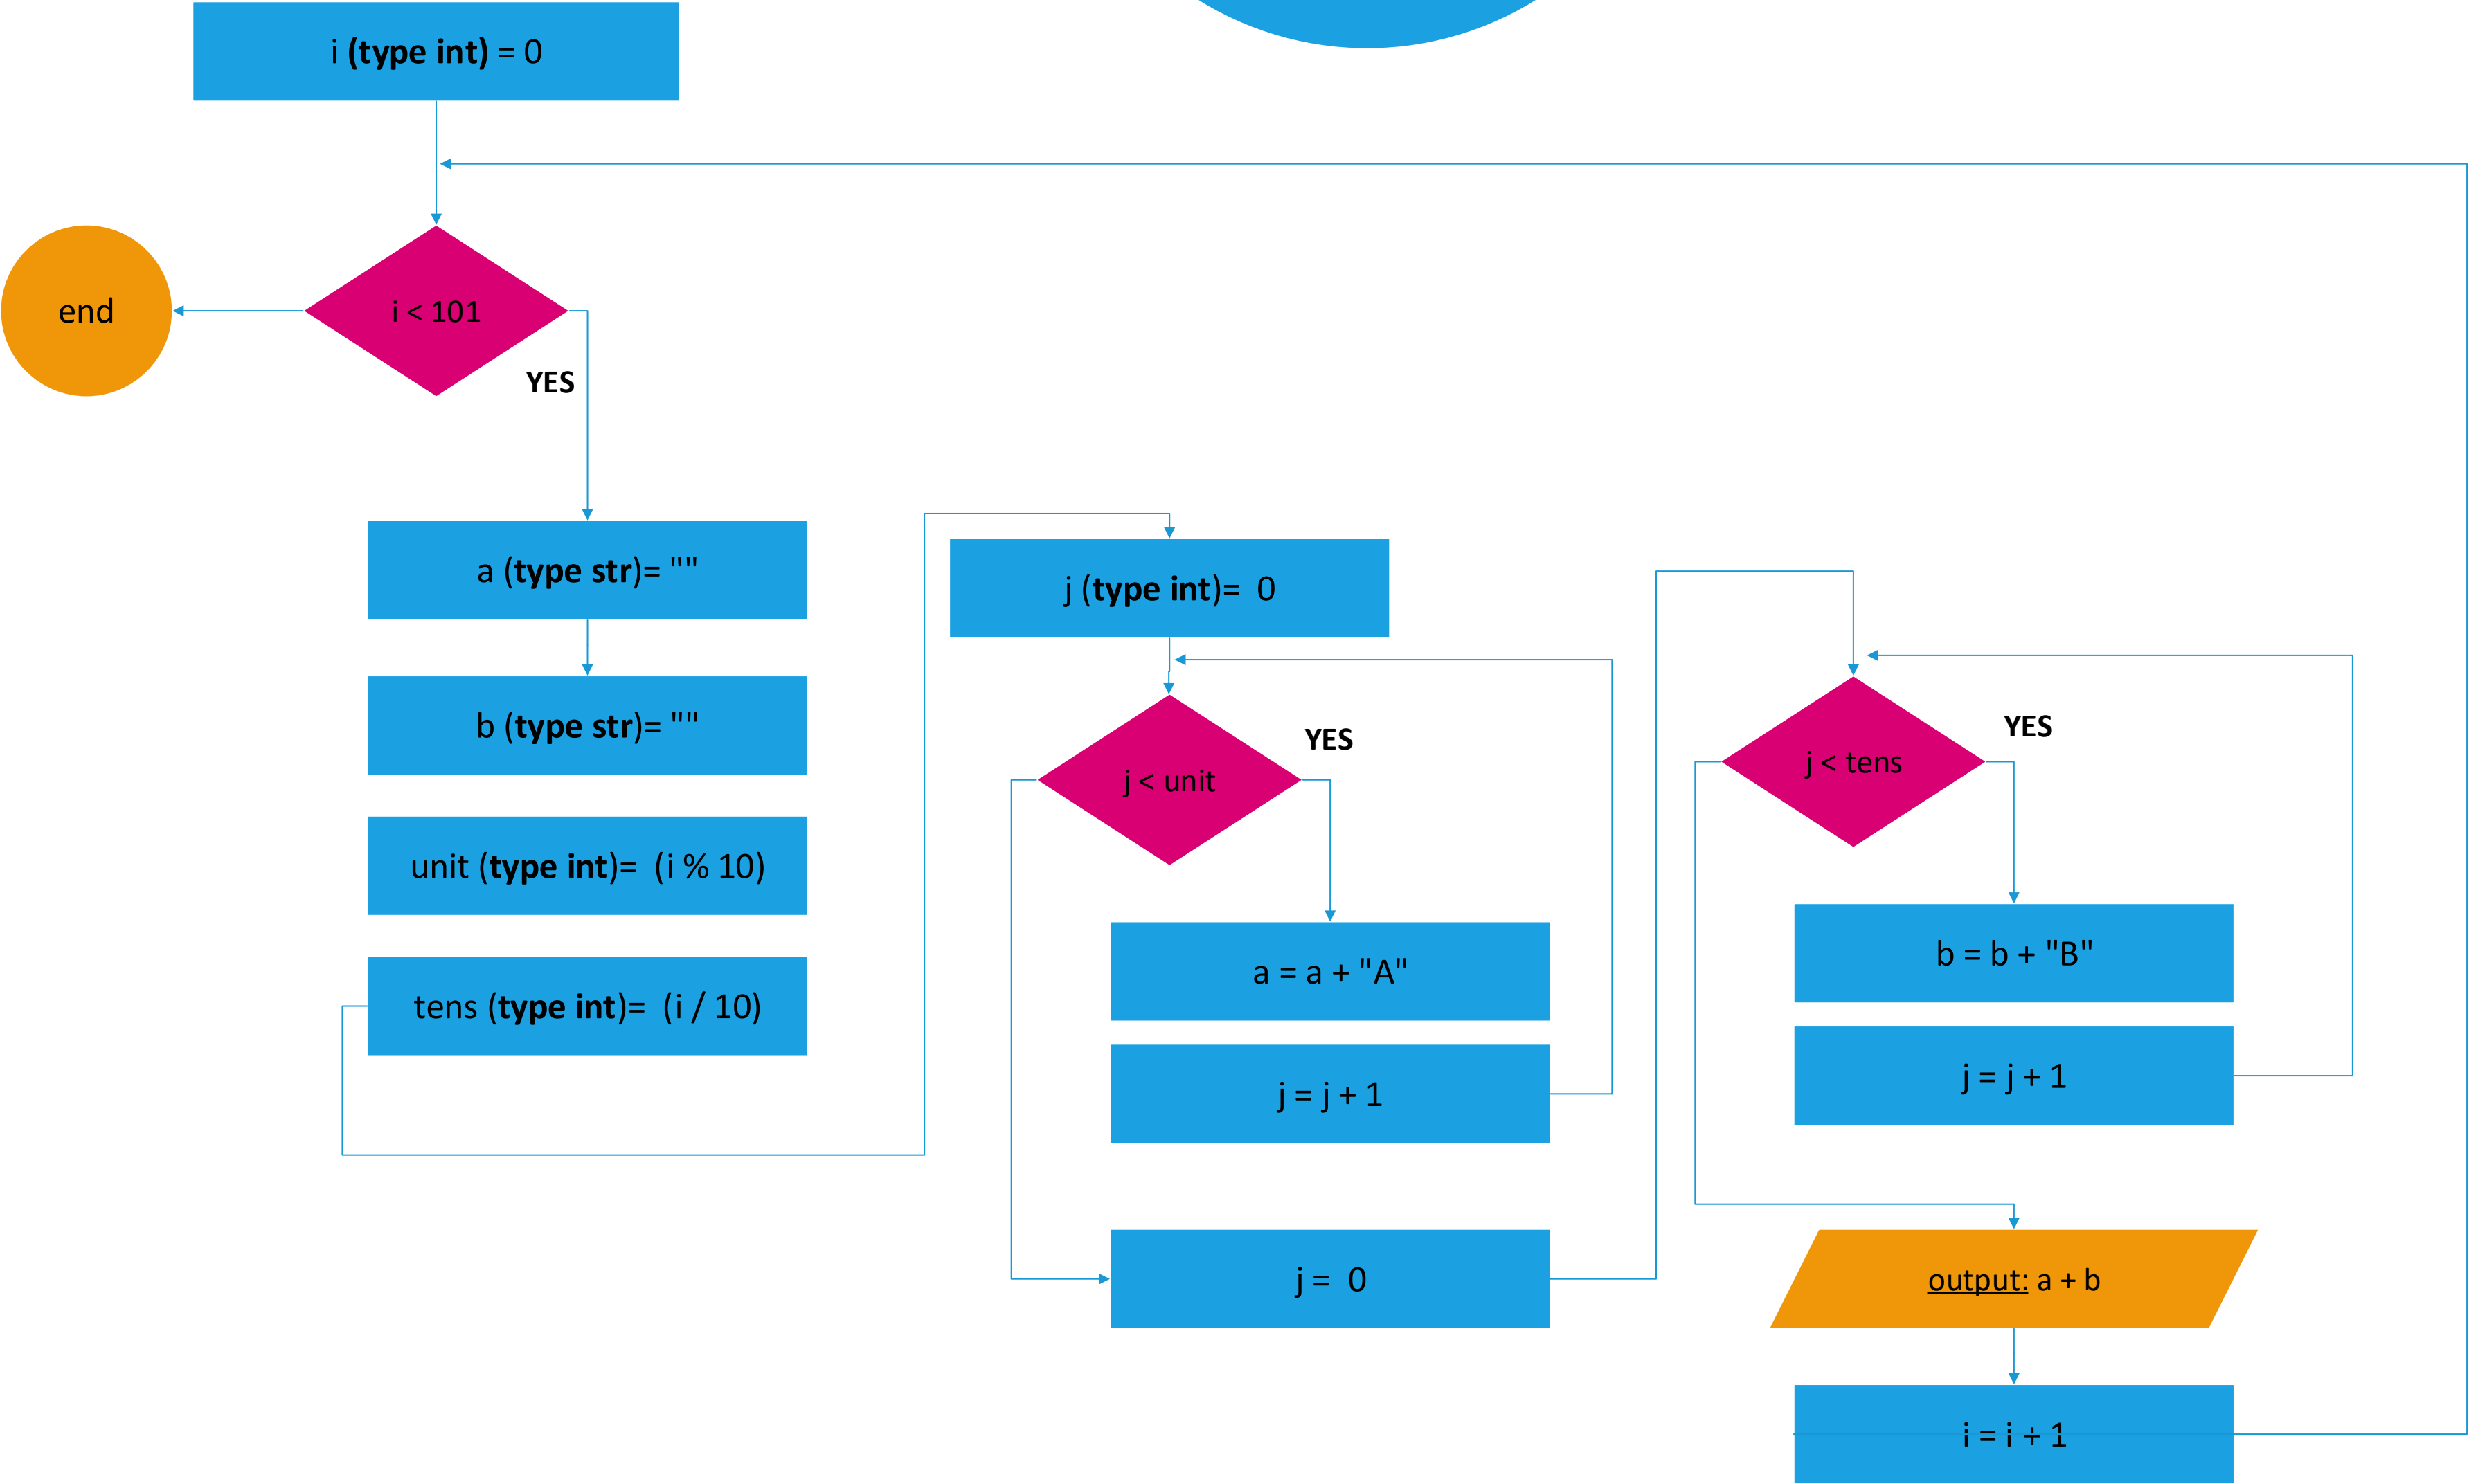 i (type int) = 0
end
i < 101
YES
a (type str)= ""
b (type str)= ""
unit (type int)=  (i % 10)
tens (type int)=  (i / 10)
j (type int)=  0
j < unit
YES
a = a + "A"
j = j + 1
j =  0
j < tens
YES
b = b + "B"
j = j + 1
output: a + b
i = i + 1